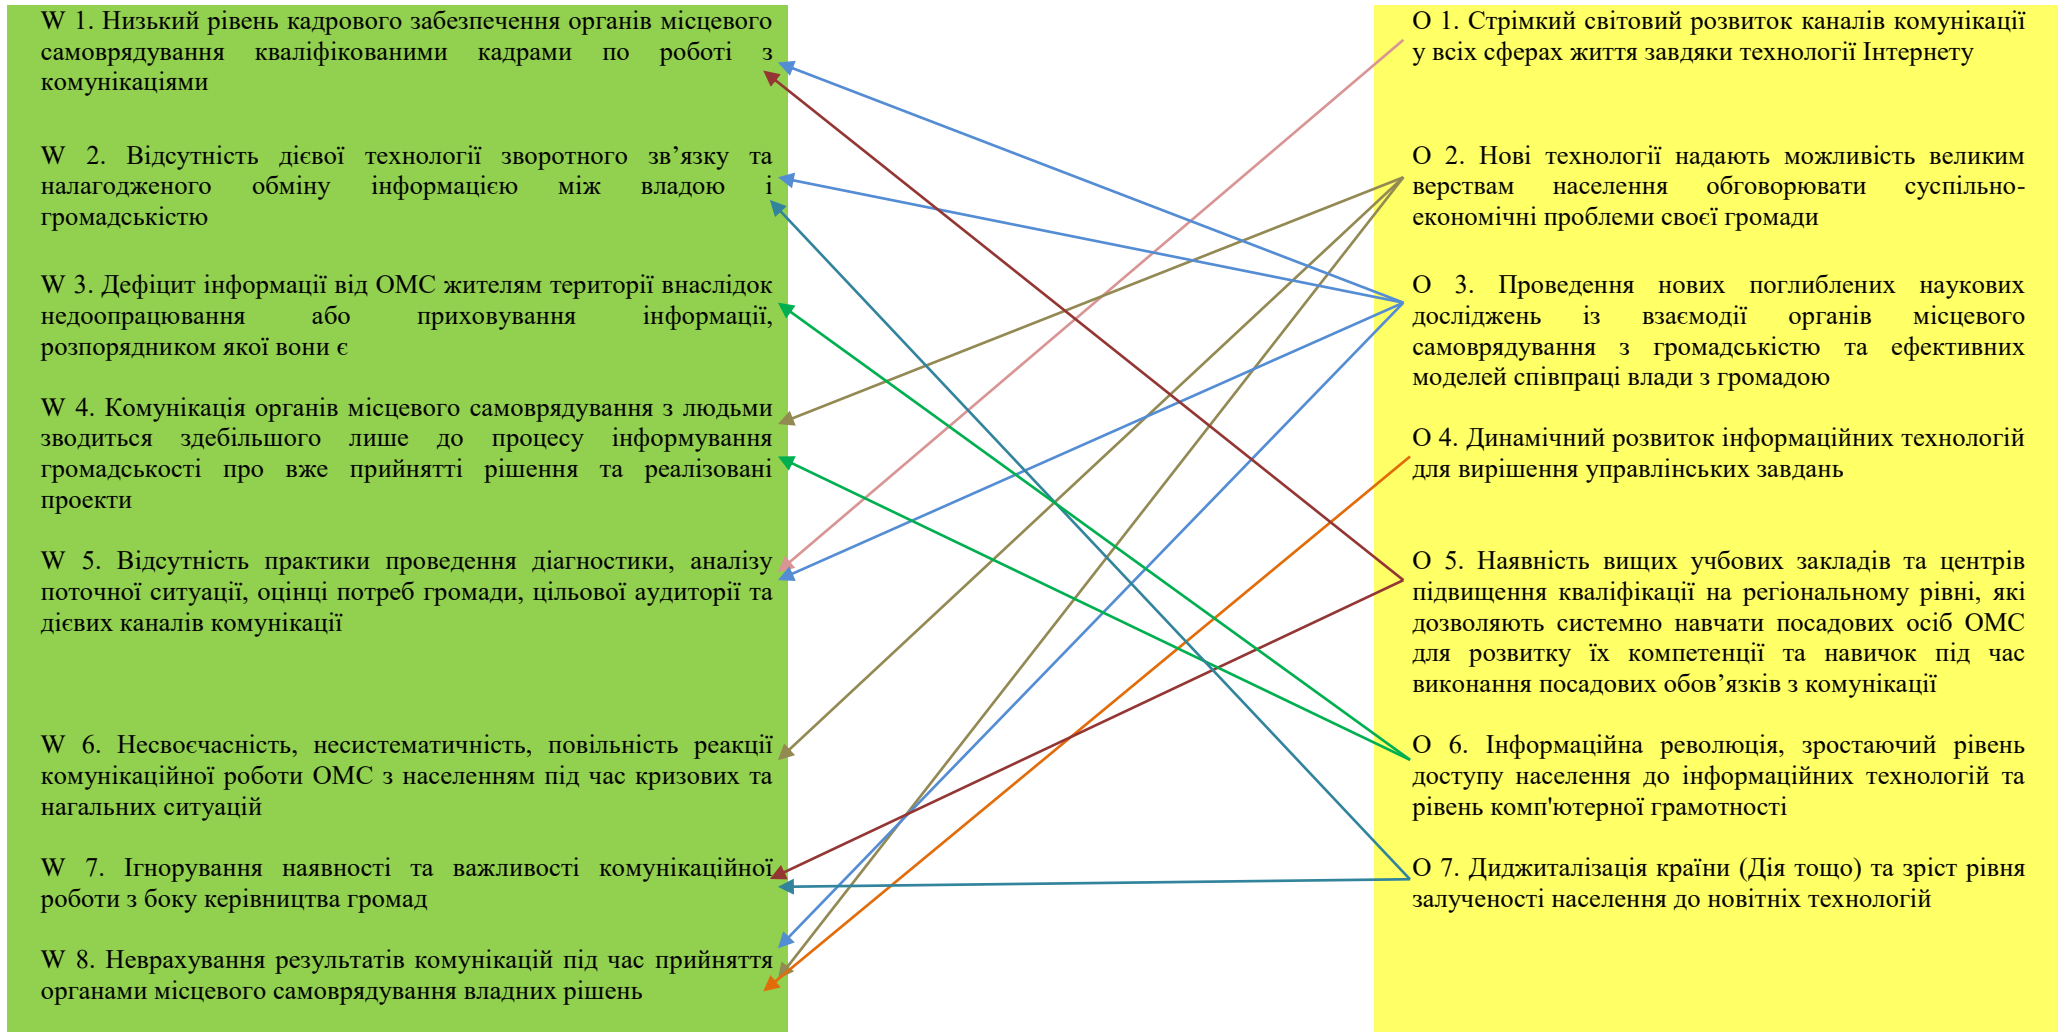 W 1. Низький рівень кадрового забезпечення органів місцевого
самоврядування кваліфікованими кадрами по роботі з
комунікаціями
W 2. Відсутність дієвої технології зворотного зв’язку та
налагодженого обміну інформацією між владою і
громадськістю
W 3. Дефіцит інформації від ОМС жителям території внаслідок
недоопрацювання або приховування інформації,
розпорядником якої вони є
W 4. Комунікація органів місцевого самоврядування з людьми
зводиться здебільшого лише до процесу інформування
громадськості про вже прийнятті рішення та реалізовані
проекти
W 5. Відсутність практики проведення діагностики, аналізу
поточної ситуації, оцінці потреб громади, цільової аудиторії та
дієвих каналів комунікації
W 6. Несвоєчасність, несистематичність, повільність реакції
комунікаційної роботи ОМС з населенням під час кризових та
нагальних ситуацій
W 7. Ігнорування наявності та важливості комунікаційної
роботи з боку керівництва громад
W 8. Неврахування результатів комунікацій під час прийняття
органами місцевого самоврядування владних рішень
О 1. Стрімкий світовий розвиток каналів комунікації
у всіх сферах життя завдяки технології Інтернету
О 2. Нові технології надають можливість великим
верствам населення обговорювати суспільно-
економічні проблеми своєї громади
О 3. Проведення нових поглиблених наукових
досліджень із взаємодії органів місцевого
самоврядування з громадськістю та ефективних
моделей співпраці влади з громадою
О 4. Динамічний розвиток інформаційних технологій
для вирішення управлінських завдань
О 5. Наявність вищих учбових закладів та центрів
підвищення кваліфікації на регіональному рівні, які
дозволяють системно навчати посадових осіб ОМС
для розвитку їх компетенції та навичок під час
виконання посадових обов’язків з комунікації
О 6. Інформаційна революція, зростаючий рівень
доступу населення до інформаційних технологій та
рівень комп'ютерної грамотності
О 7. Диджиталізація країни (Дія тощо) та зріст рівня
залученості населення до новітніх технологій